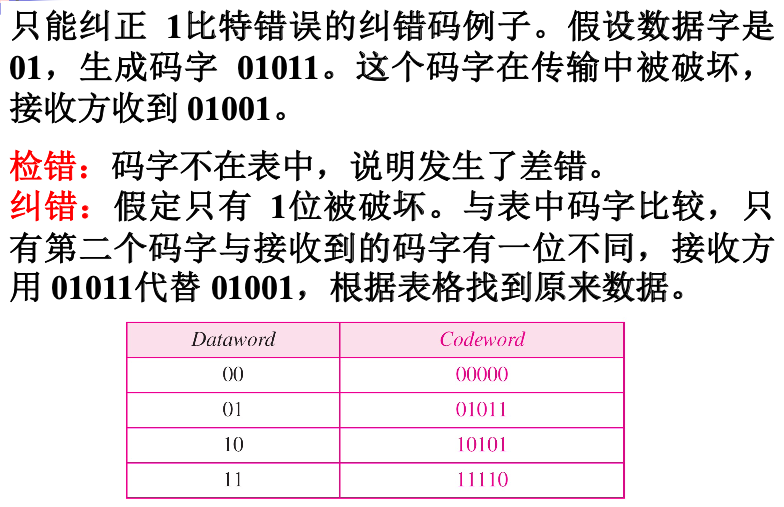 只能纠正 1比特错误的纠错码例子。假设数据字是
01，生成码字 01011。这个码字在传输中被破坏，
接收方收到 01001。
检错：码字不在表中，说明发生了差错。
纠错：假定只有 1位被破坏。与表中码字比较，只
有第二个码字与接收到的码字有一位不同，接收方
用 01011代替 01001，根据表格找到原来数据。
Dataword Codeword
00 00000
01 01011
10 10101
11 11110